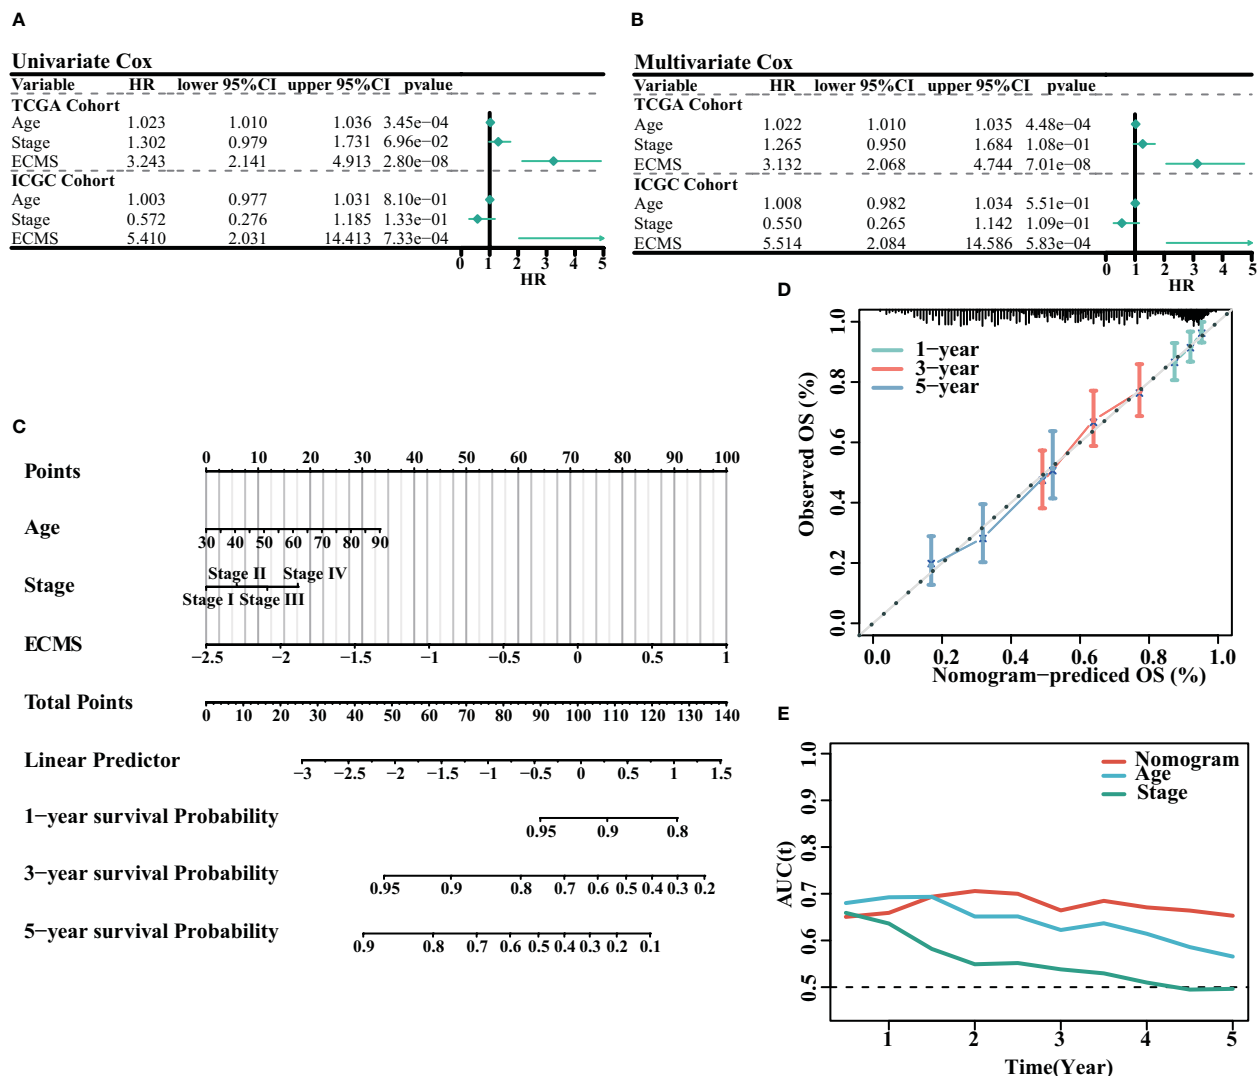 A
Univariate Cox
Variable HR lower 95%CI upper 95%CI pvalue
TCGA Cohort
Age 1.023 1.010 1.036 3.45e−04
Stage 1.302 0.979 1.731 6.96e−02
ECMS 3.243 2.141 4.913 2.80e−08
ICGC Cohort
Age 1.003 0.977 1.031 8.10e−01
Stage 0.572 0.276 1.185 1.33e−01
ECMS 5.410 2.031 14.413 7.33e−04
0 1 2 3 4 5
HR
B
Multivariate Cox
Variable HR lower 95%CI upper 95%CI pvalue
TCGA Cohort
Age 1.022 1.010 1.035 4.48e−04
Stage 1.265 0.950 1.684 1.08e−01
ECMS 3.132 2.068 4.744 7.01e−08
ICGC Cohort
Age 1.008 0.982 1.034 5.51e−01
Stage 0.550 0.265 1.142 1.09e−01
ECMS 5.514 2.084 14.586 5.83e−04
0 1 2 3 4 5
HR
C
Points 0 10 20 30 40 50 60 70 80 90 100
Age
30 40 50 60 70 80 90
Stage II Stage IV
Stage
Stage I Stage III
ECMS
−2.5 −2 −1.5 −1 −0.5 0 0.5 1
Total Points
0 10 20 30 40 50 60 70 80 90 100 110 120 130 140
Linear Predictor
−3 −2.5 −2 −1.5 −1 −0.5 0 0.5 1 1.5
1−year survival Probability
0.95 0.9 0.8
3−year survival Probability
0.95 0.9 0.8 0.7 0.6 0.5 0.4 0.3 0.2
5−year survival Probability
0.9 0.8 0.7 0.6 0.5 0.4 0.3 0.2 0.1
D
1−year
3−year
5−year
Observed OS (%)
1.0
0.8
0.6
0.4
0.2
0.0
0.0 0.2 0.4 0.6 0.8 1.0
Nomogram−prediced OS (%)
E
Nomogram
Age
Stage
AUC(t)
1.0
0.9
0.8
0.7
0.6
0.5
1 2 3 4 5
Time(Year)